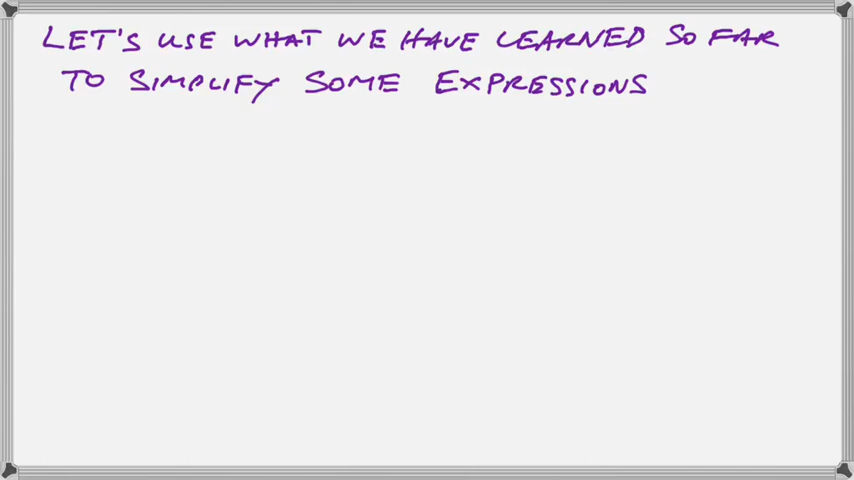 LET'S USE WHAT WE HAVE LEARNED SO FAR
TO SIMPLIFY SOME EXPRESSIONS